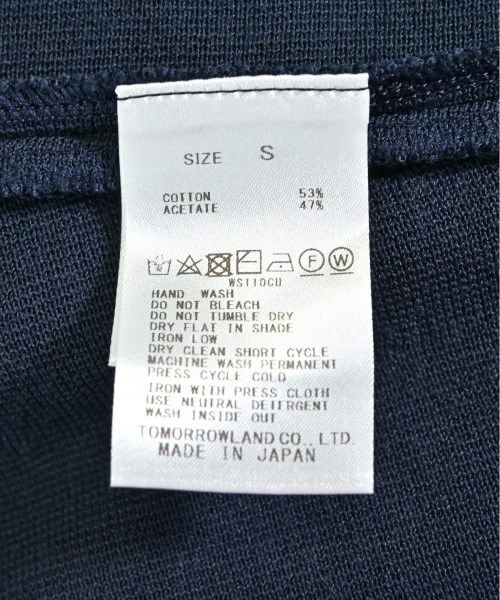 SIZE S
COTTON 53%
ACETATE 47%
F W
WS110CU
HAND WASH
DO NOT BLEACH
DO NOT TUMBLE DRY
DRY FLAT IN SHADE
IRON LOW
DRY CLEAN SHORT CYCLE
MACHINE WASH PERMANENT
PRESS CYCLE COLD
IRON WITH PRESS CLOTH
USE NEUTRAL DETERGENT
WASH INSIDE OUT
TOMORROWLAND CO., LTD.
MADE IN JAPAN